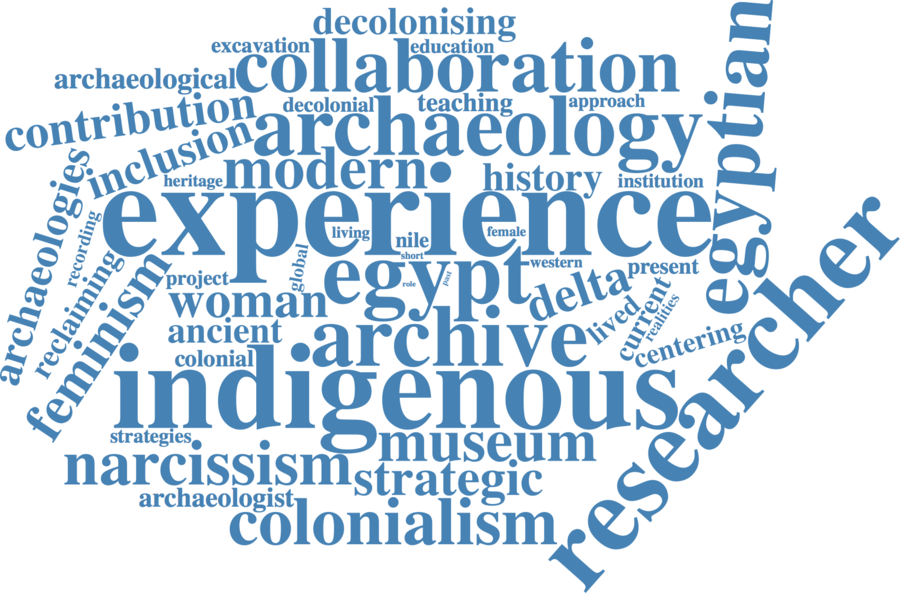 decolonising
excavation
education
collaboration
archaeological
egyptian
contribution
decolonial
teaching
approach
archaeology
inclusion
modern
heritage
history
institution
experience
archaeologies
recording
living
nile
female
short
global
western
reclaiming
project
egypt
role
past
present
delta
feminism
woman
lived
current
realities
ancient
archive
centering
colonial
researcher
indigenous
strategies
museum
narcissism
strategic
archaeologist
colonialism